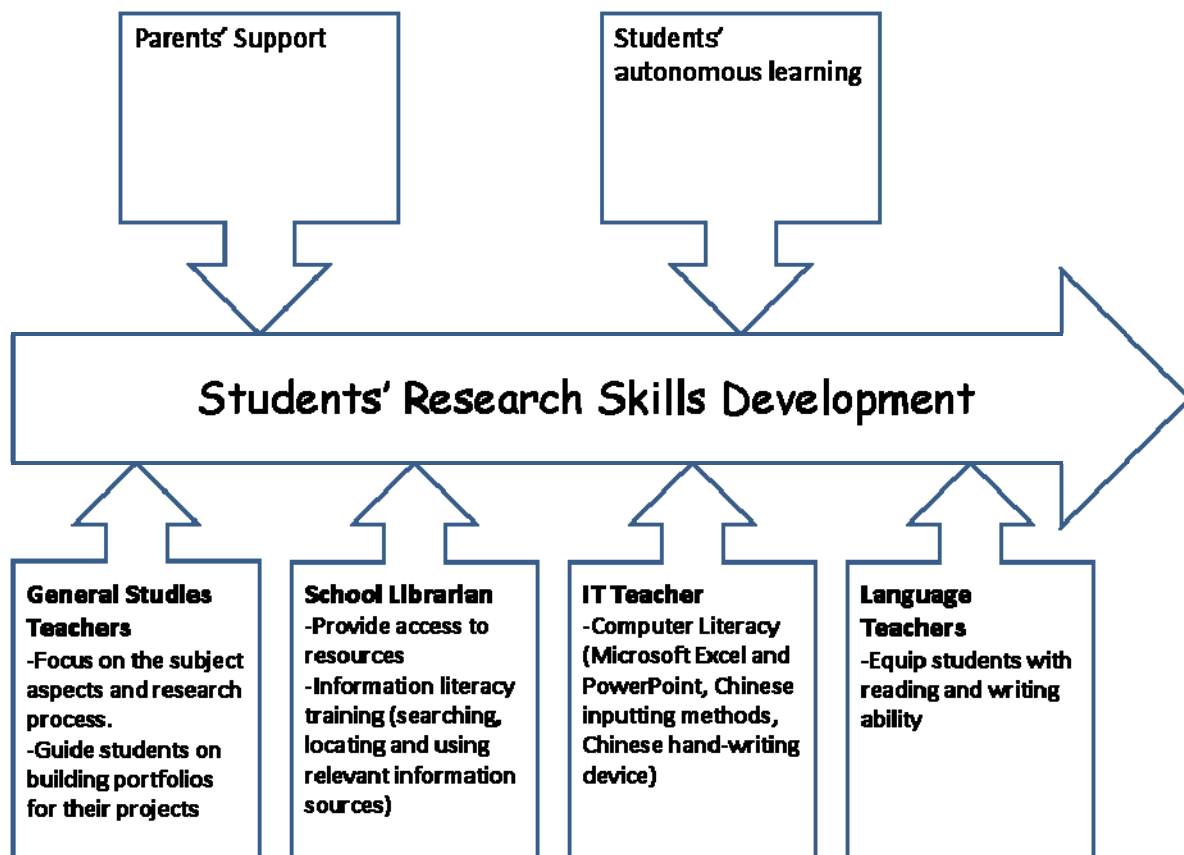 Parents' Support
Students'
autonomous learning
Students' Research Skills Development
General Studies
Teachers
-Focus on the subject
aspects and research
process.
-Guide students on
building portfolios
for their projects
School Librarian
-Provide access to
resources
-Information literacy
training (searching,
locating and using
relevant information
sources)
IT Teacher
-Computer Literacy
(Microsoft Excel and
PowerPoint, Chinese
inputting methods,
Chinese hand-writing
device)
Language
Teachers
-Equip students with
reading and writing
ability